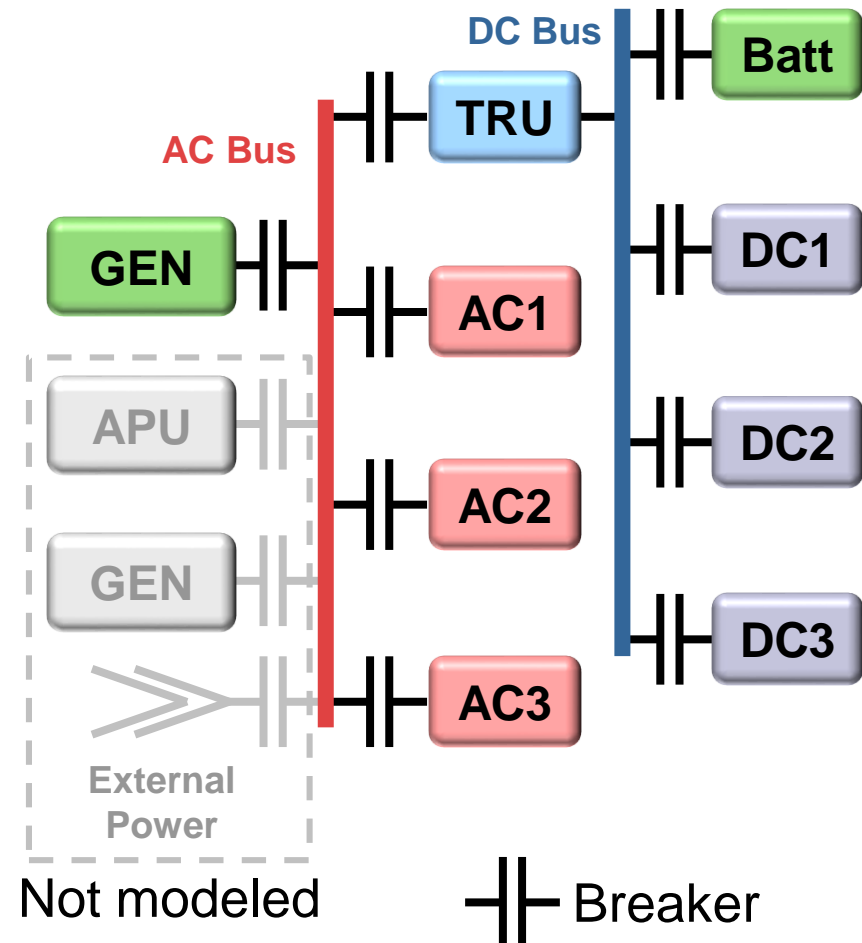 DC Bus
Batt
TRU
AC Bus
DC1
GEN
AC1
APU
DC2
AC2
GEN
DC3
AC3
External
Power
Not modeled
Breaker